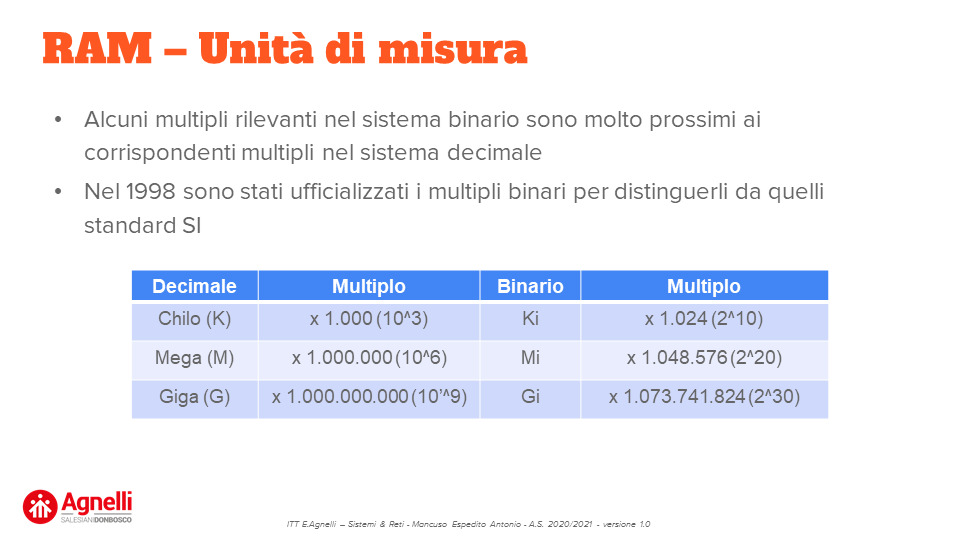 RAM – Unità di misura
• Alcuni multipli rilevanti nel sistema binario sono molto prossimi ai
corrispondenti multipli nel sistema decimale
• Nel 1998 sono stati ufficializzati i multipli binari per distinguerli da quelli
standard SI
Decimale Multiplo Binario Multiplo
Chilo (K) x 1.000 (10^3) Ki x 1.024 (2^10)
Mega (M) x 1.000.000 (10^6) Mi x 1.048.576 (2^20)
Giga (G) x 1.000.000.000 (10’^9) Gi x 1.073.741.824 (2^30)
Agnelli
SALESIANI DONBOSCO
ITT E.Agnelli – Sistemi & Reti - Mancuso Espedito Antonio - A.S. 2020/2021 - versione 1.0